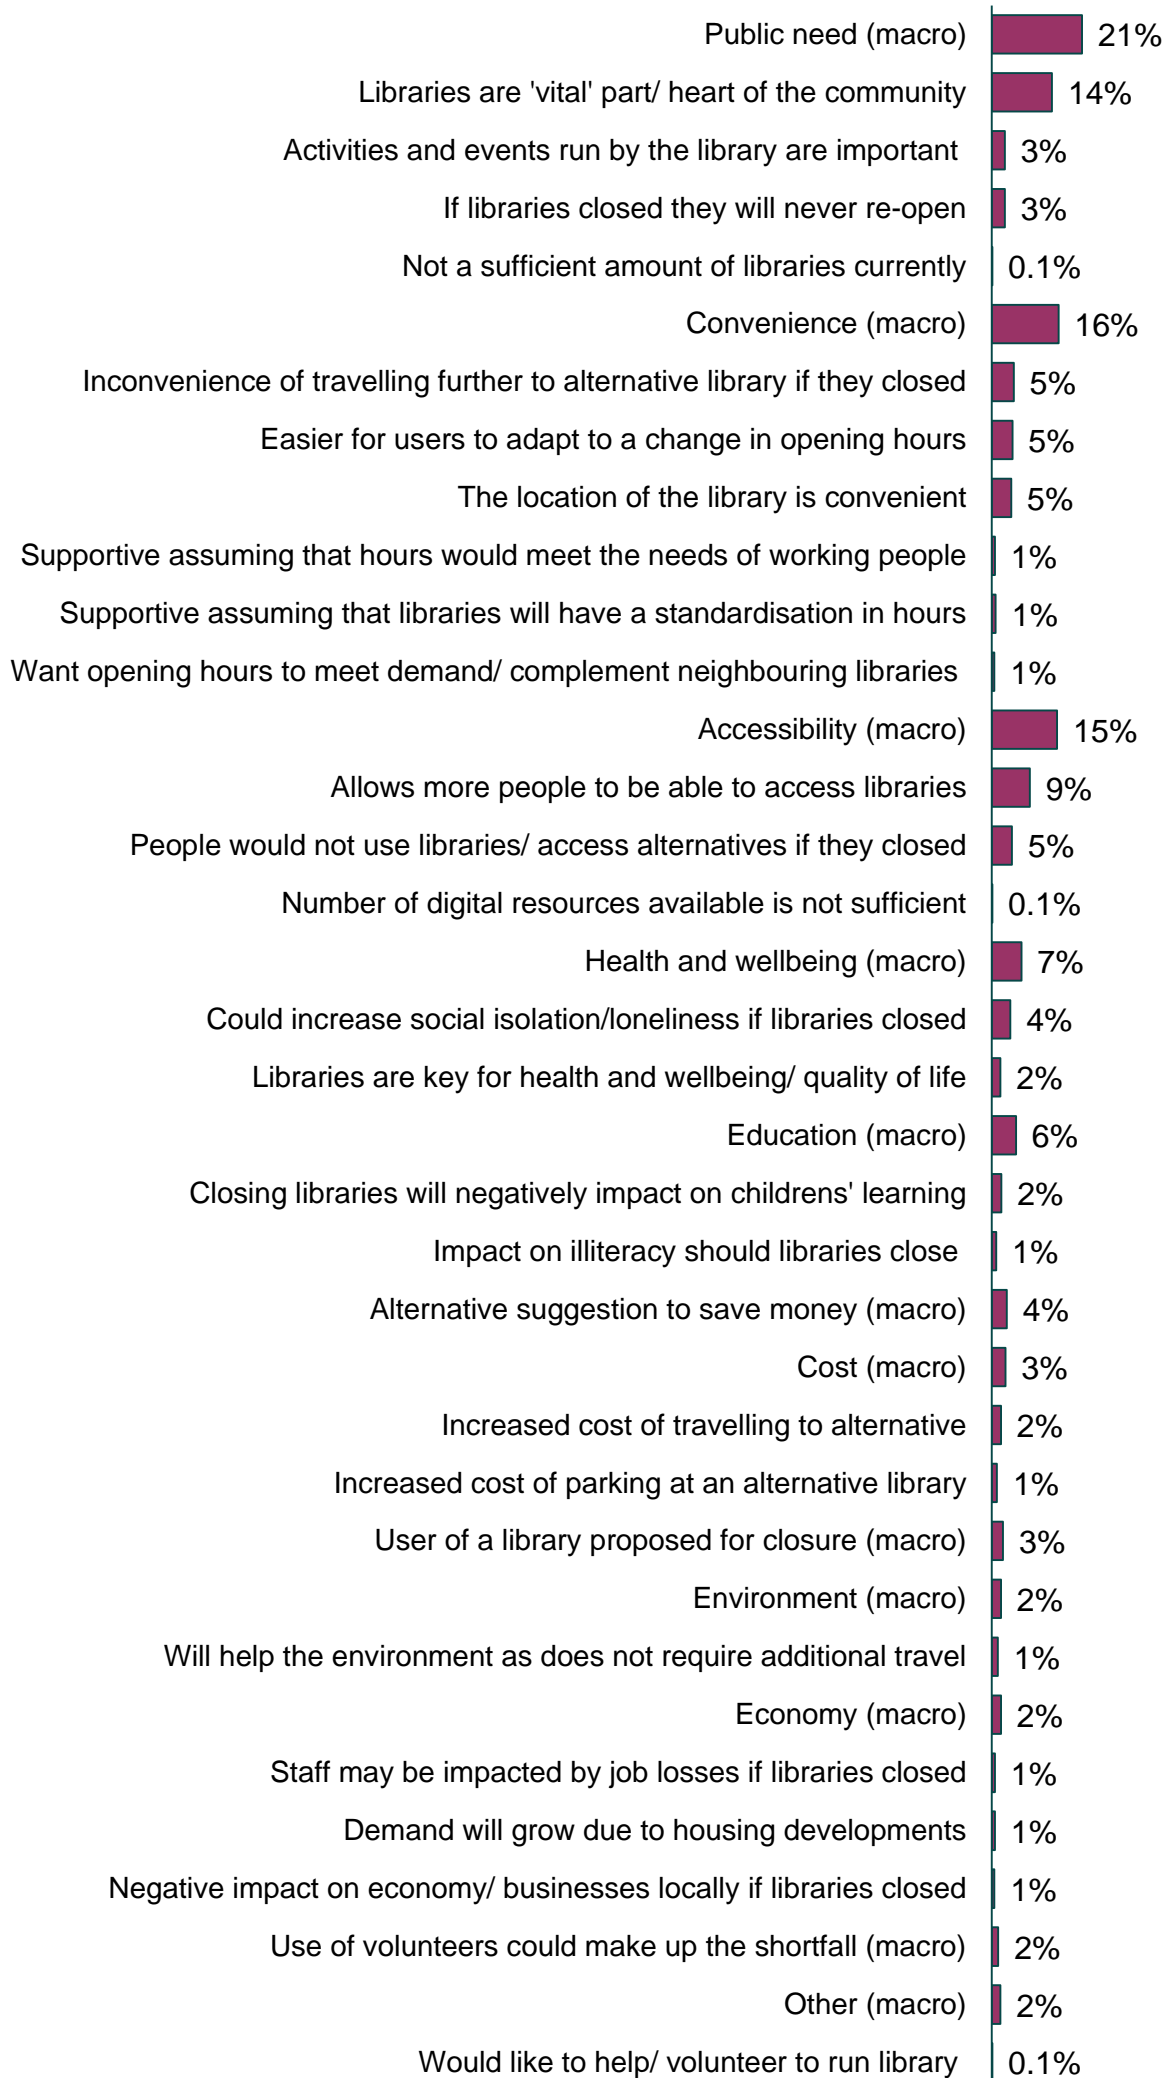 Public need (macro) 21%
Libraries are 'vital' part/ heart of the community 14%
Activities and events run by the library are important 3%
If libraries closed they will never re-open 3%
Not a sufficient amount of libraries currently 0.1%
Convenience (macro) 16%
Inconvenience of travelling further to alternative library if they closed 5%
Easier for users to adapt to a change in opening hours 5%
The location of the library is convenient 5%
Supportive assuming that hours would meet the needs of working people 1%
Supportive assuming that libraries will have a standardisation in hours 1%
Want opening hours to meet demand/ complement neighbouring libraries 1%
Accessibility (macro) 15%
Allows more people to be able to access libraries 9%
People would not use libraries/ access alternatives if they closed 5%
Number of digital resources available is not sufficient 0.1%
Health and wellbeing (macro) 7%
Could increase social isolation/loneliness if libraries closed 4%
Libraries are key for health and wellbeing/ quality of life 2%
Education (macro) 6%
Closing libraries will negatively impact on childrens' learning 2%
Impact on illiteracy should libraries close 1%
Alternative suggestion to save money (macro) 4%
Cost (macro) 3%
Increased cost of travelling to alternative 2%
Increased cost of parking at an alternative library 1%
User of a library proposed for closure (macro) 3%
Environment (macro) 2%
Will help the environment as does not require additional travel 1%
Economy (macro) 2%
Staff may be impacted by job losses if libraries closed 1%
Demand will grow due to housing developments 1%
Negative impact on economy/ businesses locally if libraries closed 1%
Use of volunteers could make up the shortfall (macro) 2%
Other (macro) 2%
Would like to help/ volunteer to run library 0.1%